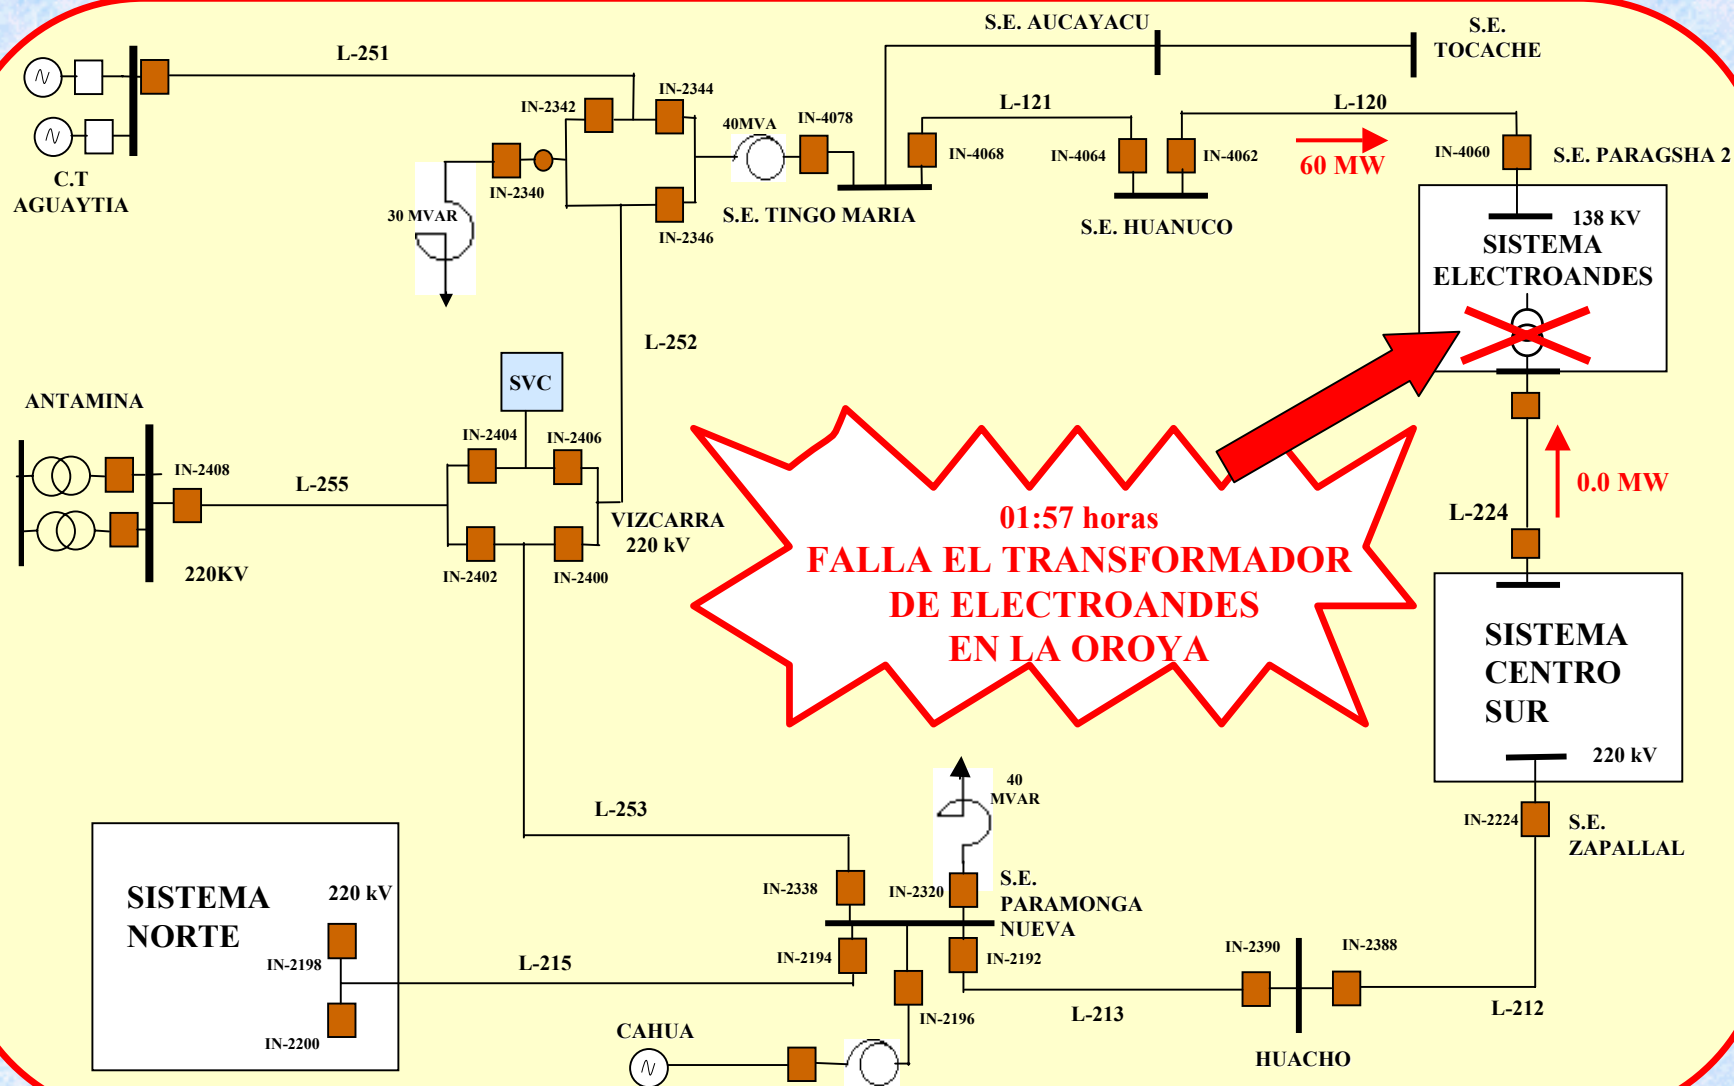 S.E. AUCAYACU
S.E.
TOCACHE
L-251
IN-2342
IN-2344
40MVA
IN-4078
L-121
L-120
IN-4068
IN-4064
IN-4062
60 MW
IN-4060
S.E. PARAGSHA 2
C.T
AGUAYTIA
IN-2340
30 MVAR
IN-2346
S.E. TINGO MARIA
S.E. HUANUCO
138 KV
SISTEMA
ELECTROANDES
L-252
SVC
ANTAMINA
IN-2404
IN-2406
IN-2408
L-255
VIZCARRA
220 kV
IN-2402
IN-2400
220KV
01:57 horas
FALLA EL TRANSFORMADOR
DE ELECTROANDES
EN LA OROYA
0.0 MW
L-224
SISTEMA
CENTRO
SUR
220 kV
IN-2224
S.E.
ZAPALLAL
40
MVAR
L-253
IN-2338
IN-2320
S.E.
PARAMONGA
NUEVA
SISTEMA
NORTE
220 kV
IN-2198
IN-2200
L-215
IN-2194
IN-2192
IN-2196
IN-2390
IN-2388
L-213
L-212
CAHUA
HUACHO